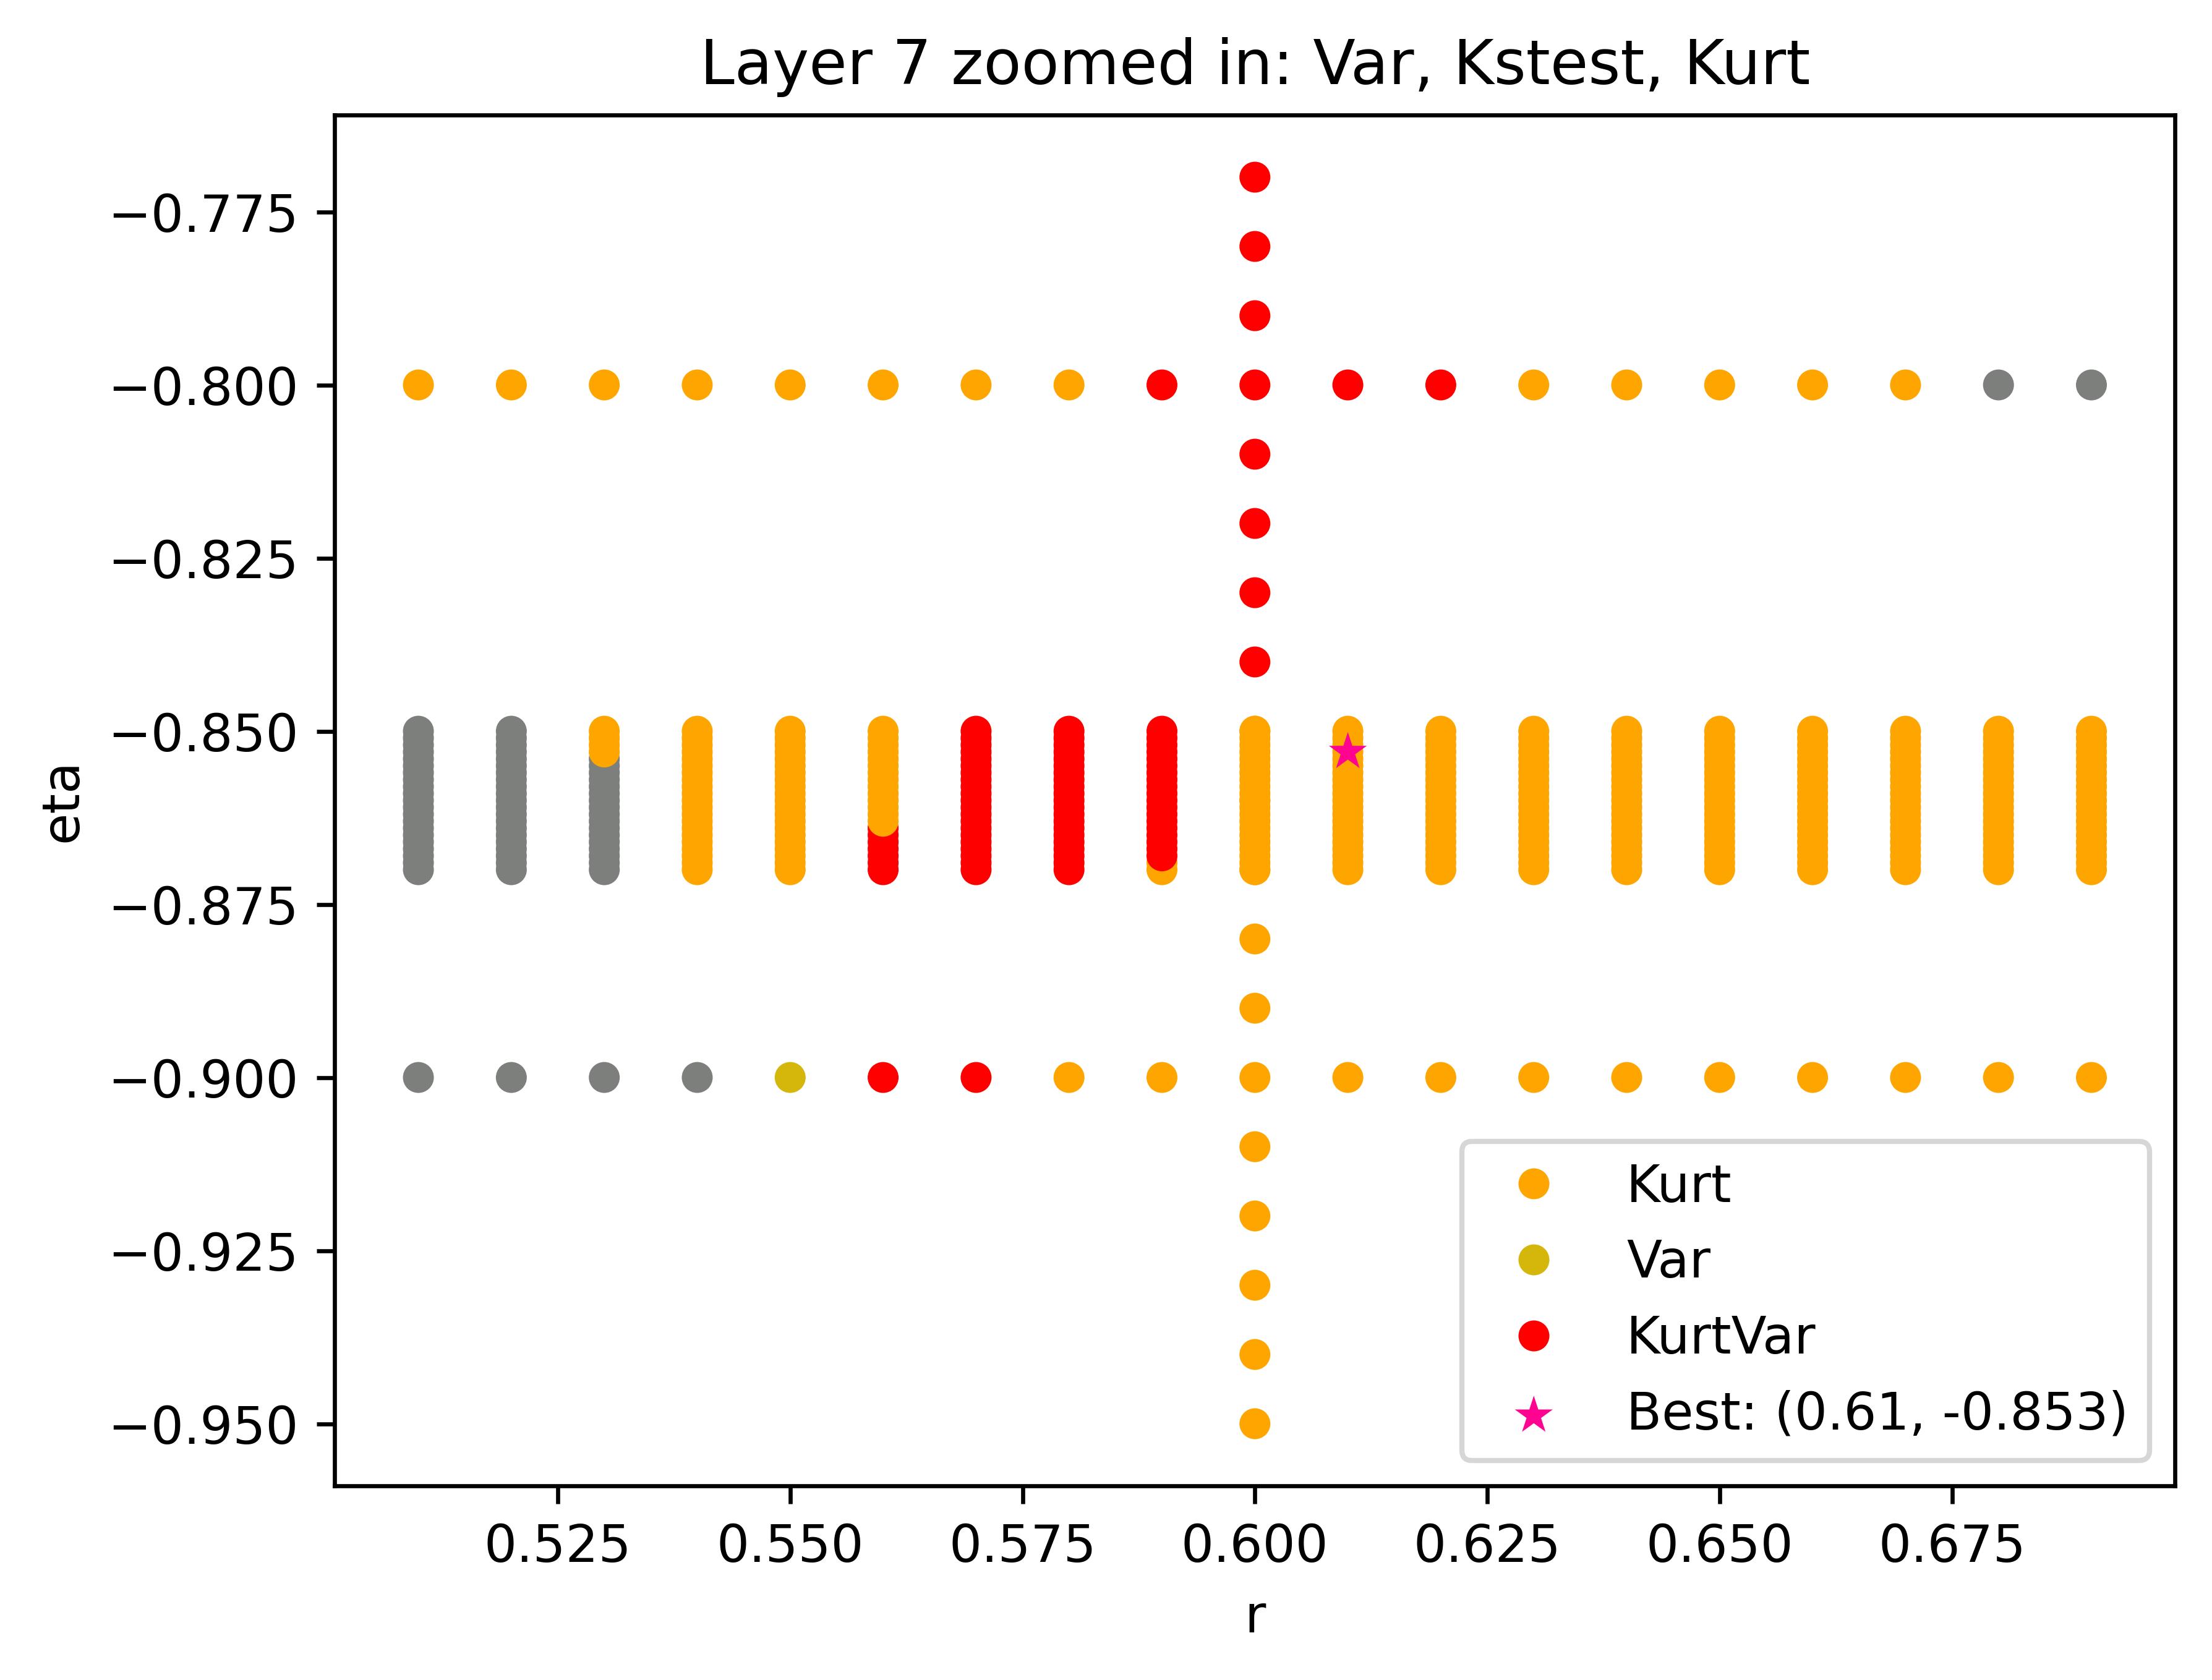 Layer 7 zoomed in: Var, Kstest, Kurt
−0.775
−0.800
−0.825
−0.850
−0.875
−0.900
−0.925
−0.950
eta
Kurt
Var
KurtVar
Best: (0.61, -0.853)
0.525 0.550 0.575 0.600 0.625 0.650 0.675
r